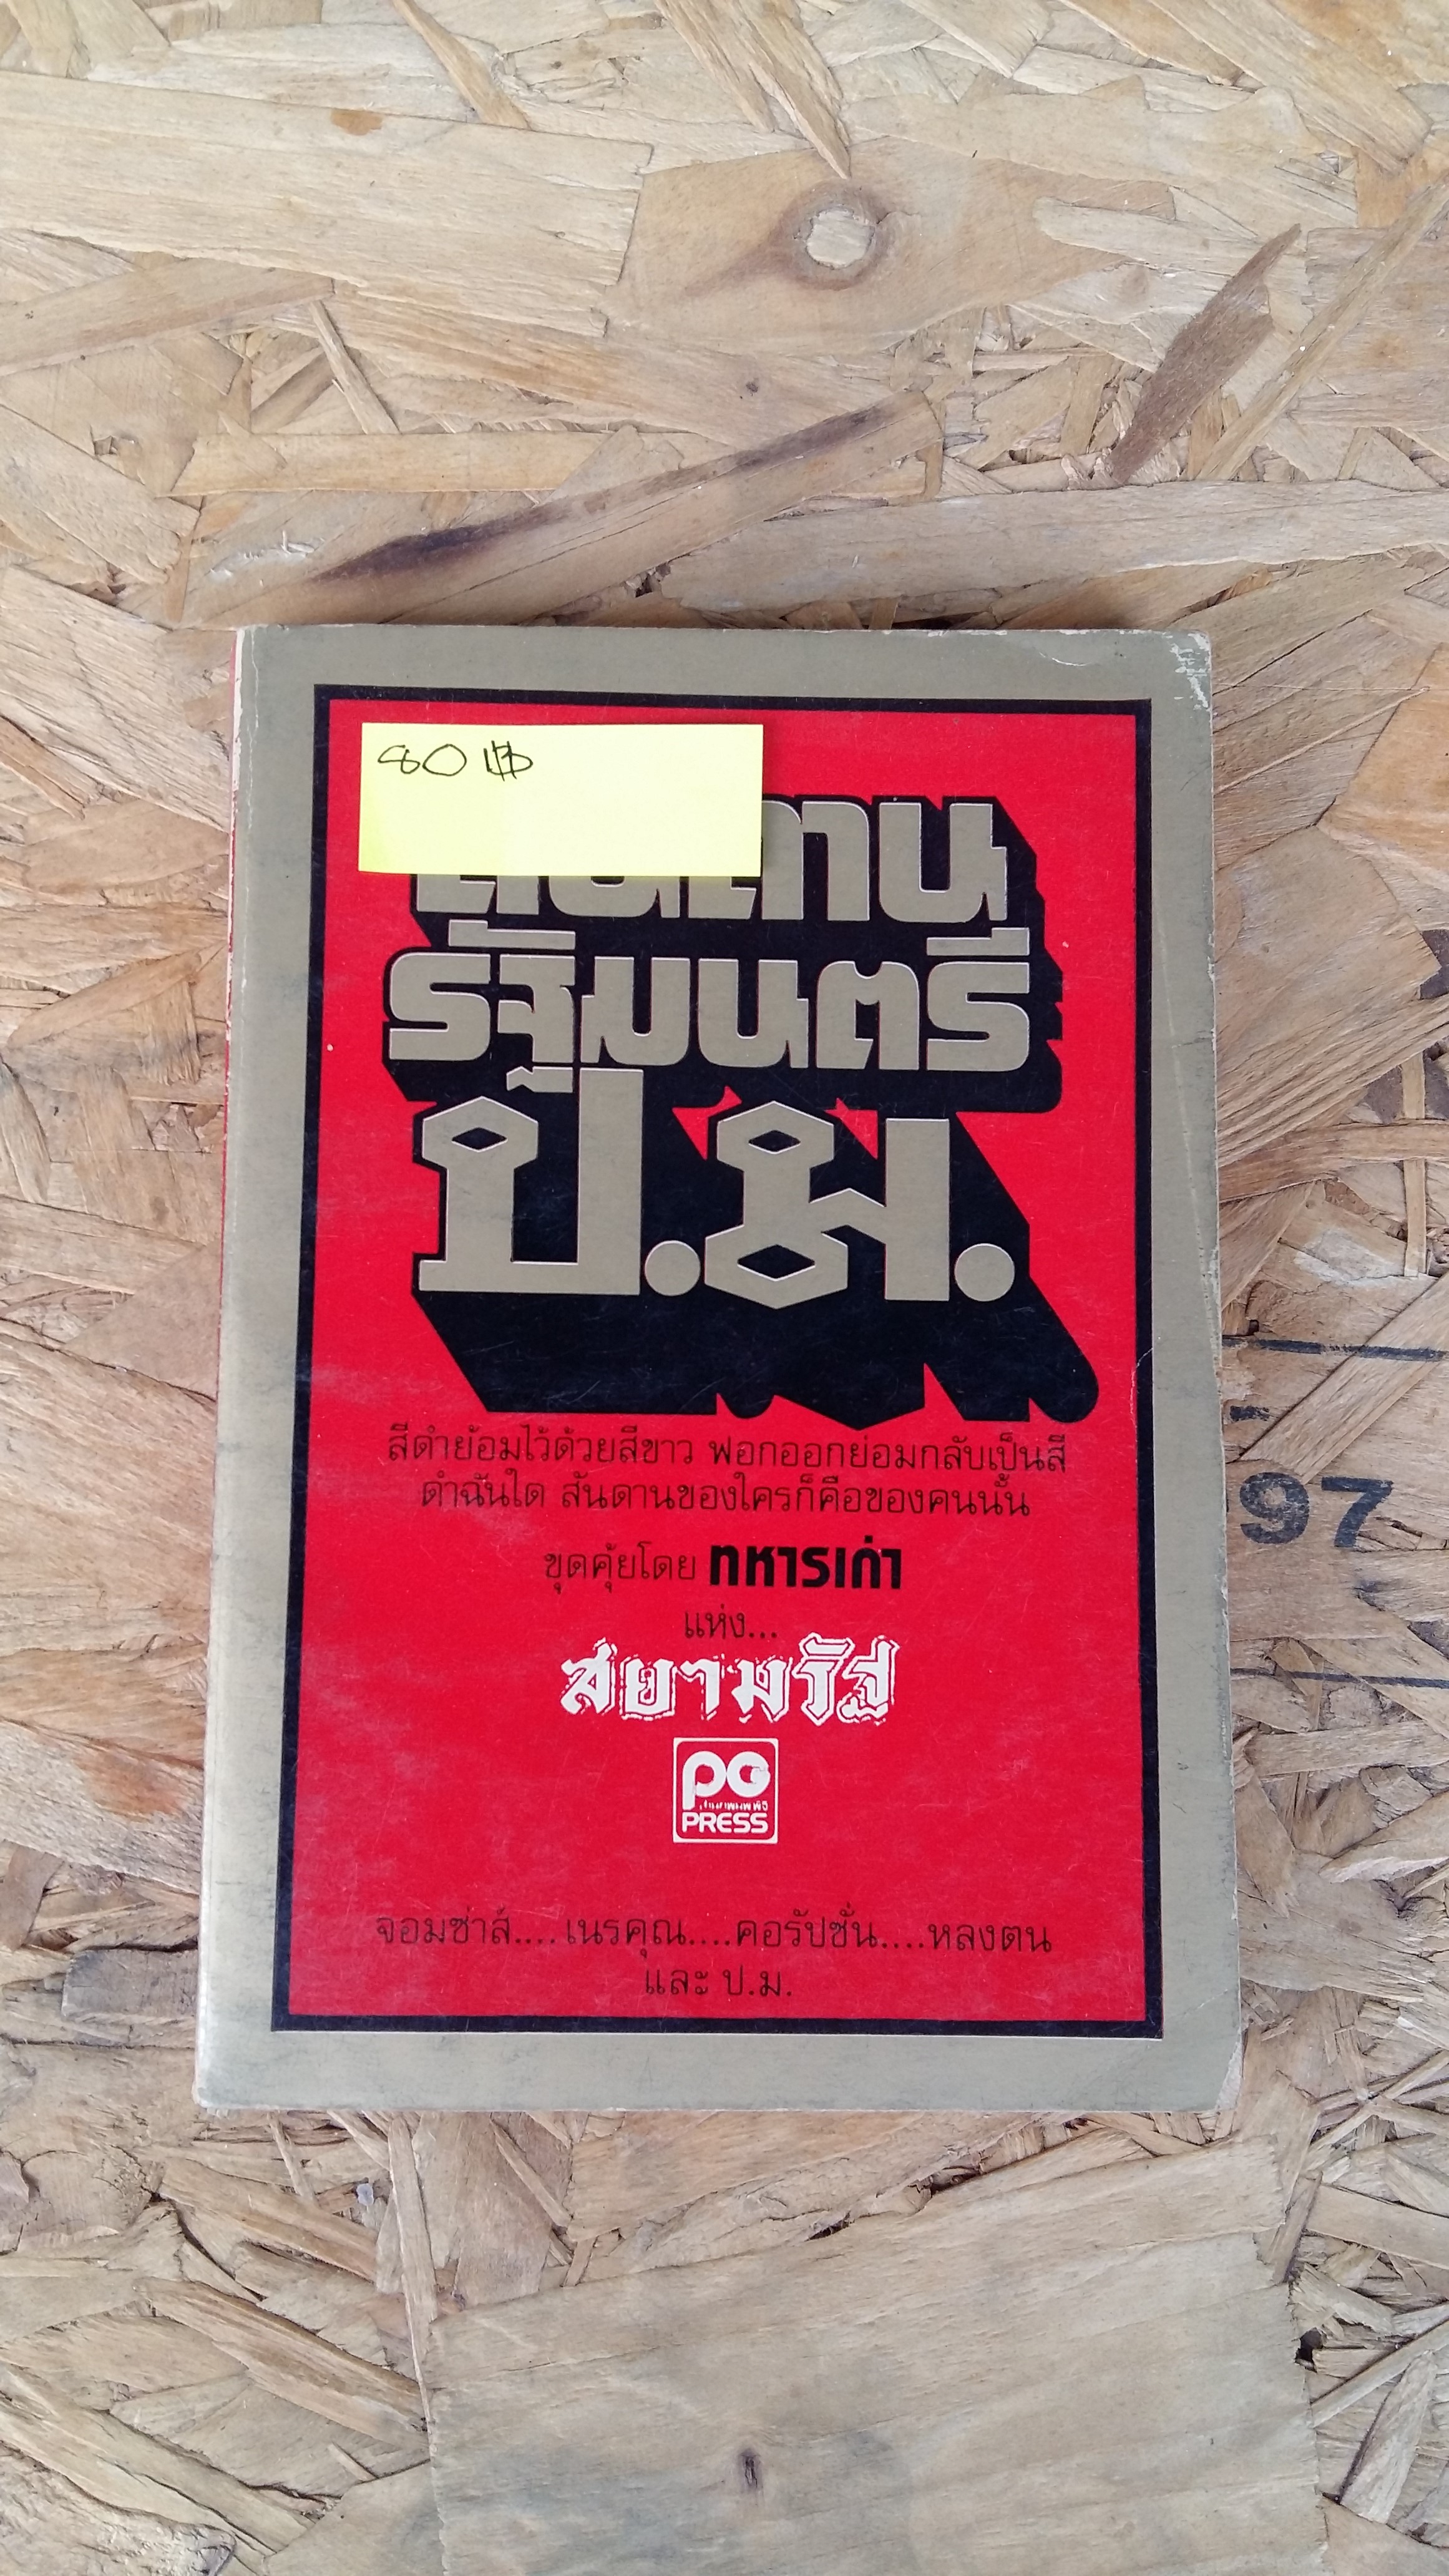 80 ฿
รัฐมนตรี
ป.ม.
สีดำย้อมไว้ด้วยสีขาว ฟอกออกย่อมกลับเป็นสี
ดำฉันใด สันดานของใครก็คือของคนนั้น
ขุดคุ้ยโดย ทหารเก่า
แห่ง...
สยามรัฐ
PG
PRESS
จอมซ่าส์....เนรคุณ....คอรัปชั่น....หลงตน
และ ป.ม.
97